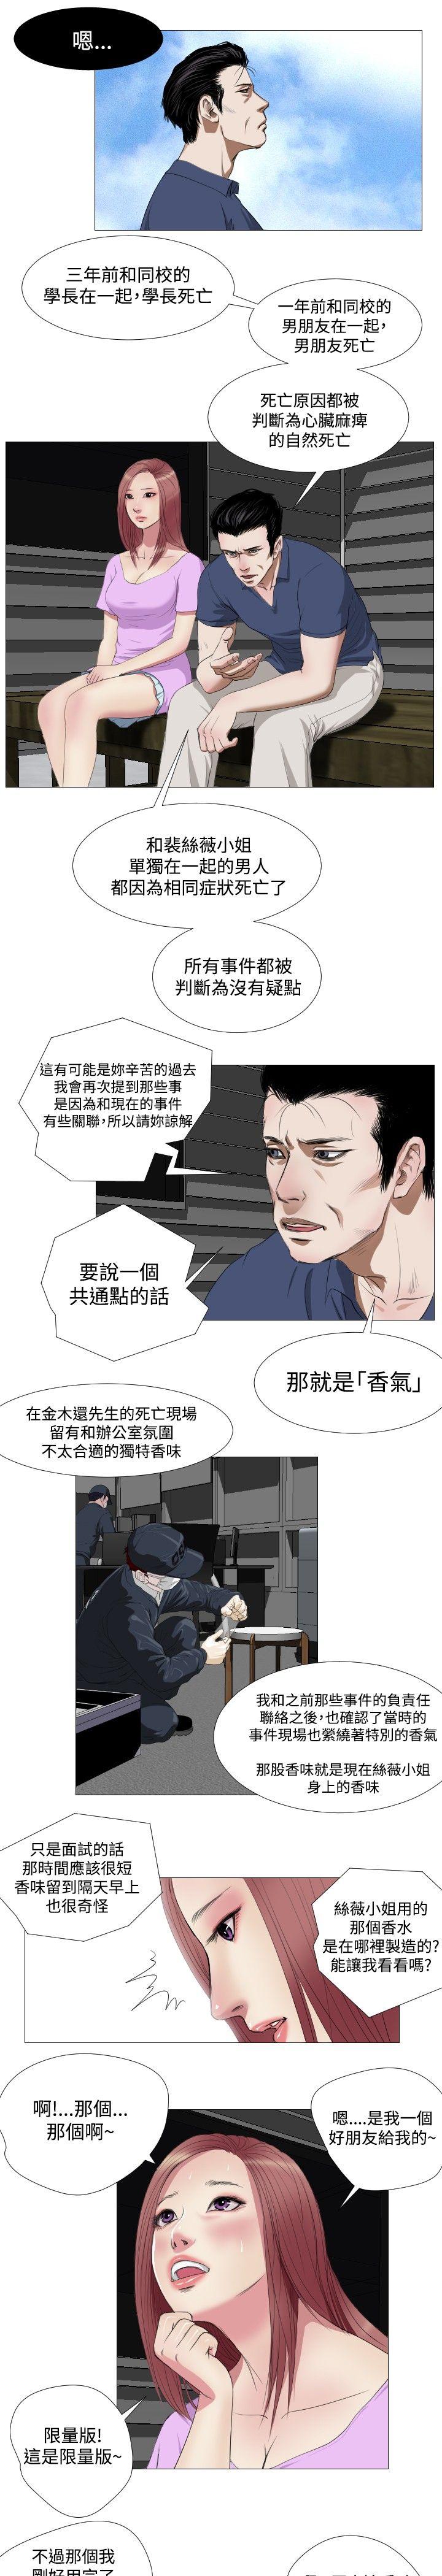 嗯...
三年前和同校的
學長在一起,學長死亡
一年前和同校的
男朋友在一起,
男朋友死亡
死亡原因都被
判斷為心臟麻痺
的自然死亡
和裴絲薇小姐
單獨在一起的男人
都因為相同症狀死亡了
所有事件都被
判斷為沒有疑點
這有可能是妳辛苦的過去
我會再次提到那些事
是因為和現在的事件
有些關聯,所以請妳諒解
要說一個
共通點的話
那就是「香氣」
在金木還先生的死亡現場
留有和辦公室氛圍
不太合適的獨特香味
我和之前那些事件的負責任
聯絡之後,也確認了當時的
事件現場也縈繞著特別的香氣
那股香味就是現在絲薇小姐
身上的香味
只是面試的話
那時間應該很短
香味留到隔天早上
也很奇怪
絲薇小姐用的
那個香水
是在哪裡製造的?
能讓我看看嗎?
啊!...那個...
那個啊~
嗯....是我一個
好朋友給我的~
限量版!
這是限量版~
不過那個我
剛好用完了